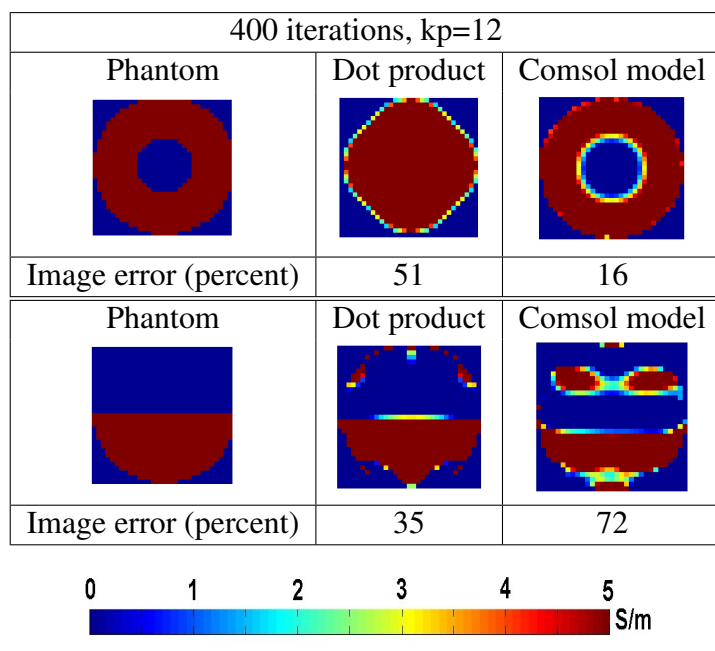 400 iterations, kp=12
Phantom Dot product Comsol model
Image error (percent) 51 16
Phantom Dot product Comsol model
Image error (percent) 35 72
0 1 2 3 4 5
S/m